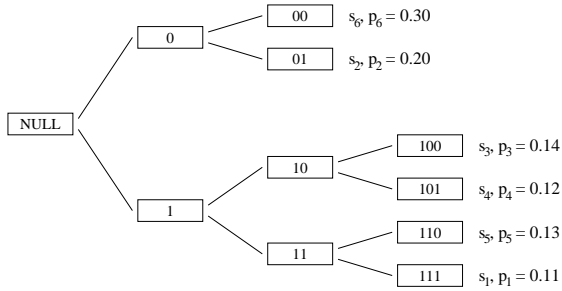 00 s6, p6 = 0.30
0
01 s2, p2 = 0.20
NULL
100 s3, p3 = 0.14
10
101 s4, p4 = 0.12
1
110 s5, p5 = 0.13
11
111 s1, p1 = 0.11